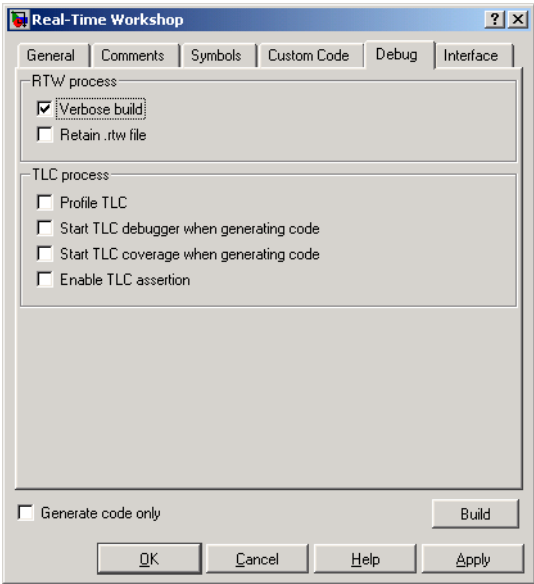 Real-Time Workshop
General Comments Symbols Custom Code Debug Interface
RTW process
Verbose build
Retain .rtw file
TLC process
Profile TLC
Start TLC debugger when generating code
Start TLC coverage when generating code
Enable TLC assertion
Generate code only Build
OK Cancel Help Apply